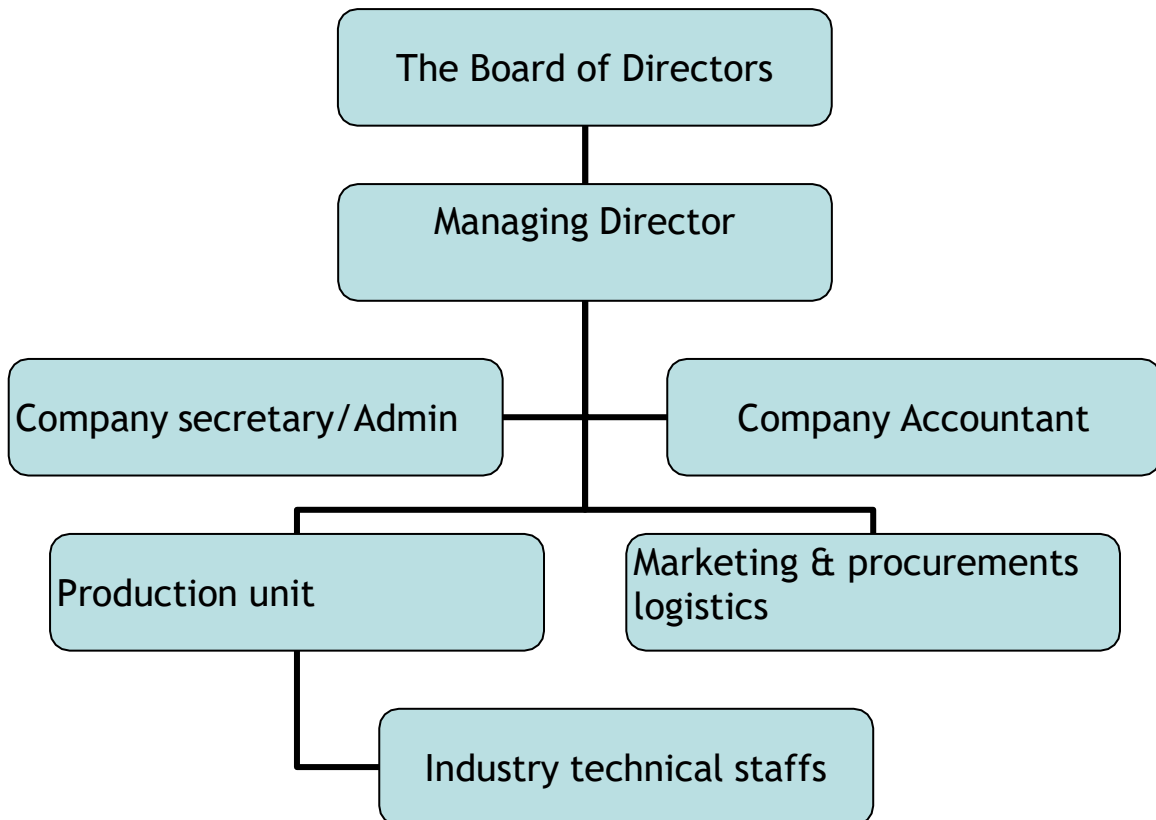 The Board of Directors
Managing Director
Company secretary/Admin
Company Accountant
Production unit
Marketing & procurements
logistics
Industry technical staffs